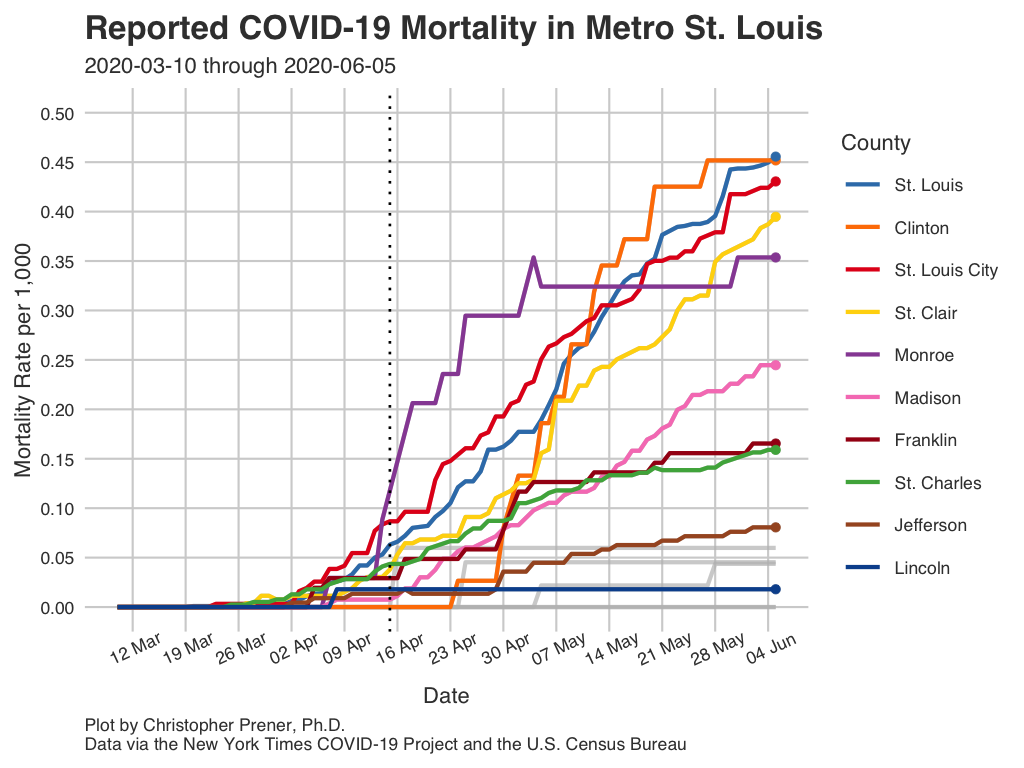 Reported COVID-19 Mortality in Metro St. Louis
2020-03-10 through 2020-06-05
Mortality Rate per 1,000
0.50
0.45
0.40
0.35
0.30
0.25
0.20
0.15
0.10
0.05
0.00
12 Mar
19 Mar
26 Mar
02 Apr
09 Apr
16 Apr
23 Apr
30 Apr
07 May
14 May
21 May
28 May
04 Jun
Date
County
St. Louis
Clinton
St. Louis City
St. Clair
Monroe
Madison
Franklin
St. Charles
Jefferson
Lincoln
Plot by Christopher Prener, Ph.D.
Data via the New York Times COVID-19 Project and the U.S. Census Bureau